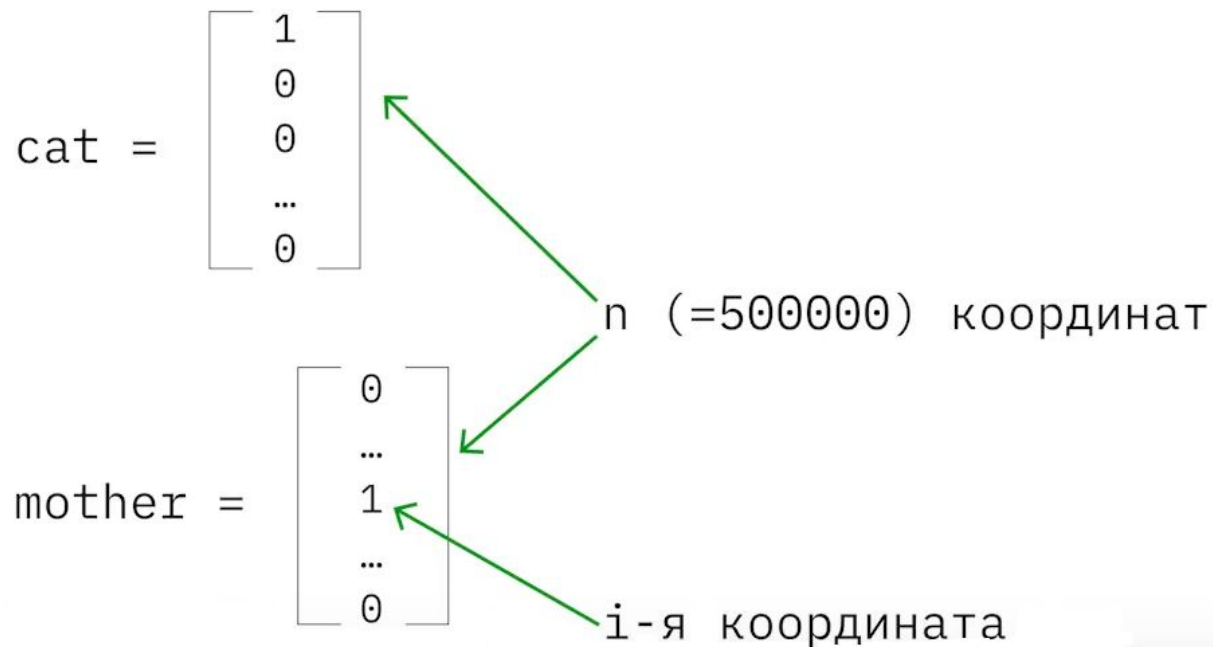 1
0
cat = 0
…
0
n (=500000) координат
0
…
mother = 1
…
0
i-я координата